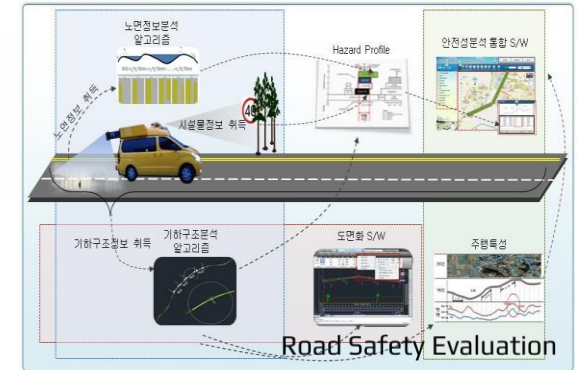 노면정보분석
알고리즘
Hazard Profile
안전성분석 통합 S/W
노면정보 취득
시설물정보 취득
40
기하구조정보 취득
기하구조분석
알고리즘
도면화 S/W
주행특성
Road Safety Evaluation